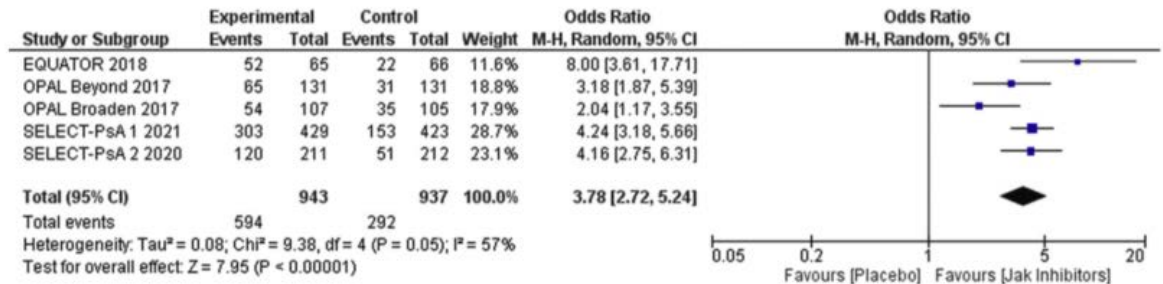 Experimental Control Odds Ratio Odds Ratio
Study or Subgroup Events Total Events Total Weight M-H, Random, 95% CI M-H, Random, 95% CI
EQUATOR 2018 52 65 22 66 11.6% 8.00 [3.61, 17.71]
OPAL Beyond 2017 65 131 31 131 18.8% 3.18 [1.87, 5.39]
OPAL Broaden 2017 54 107 35 105 17.9% 2.04 [1.17, 3.55]
SELECT-PsA 1 2021 303 429 153 423 28.7% 4.24 [3.18, 5.66]
SELECT-PsA 2 2020 120 211 51 212 23.1% 4.16 [2.75, 6.31]
Total (95% CI) 943 937 100.0% 3.78 [2.72, 5.24]
Total events 594 292
Heterogeneity: Tau² = 0.08; Chi² = 9.38, df = 4 (P = 0.05); I² = 57%
Test for overall effect: Z = 7.95 (P < 0.00001)
0.05 0.2 1 5 20
Favours [Placebo] Favours [Jak Inhibitors]